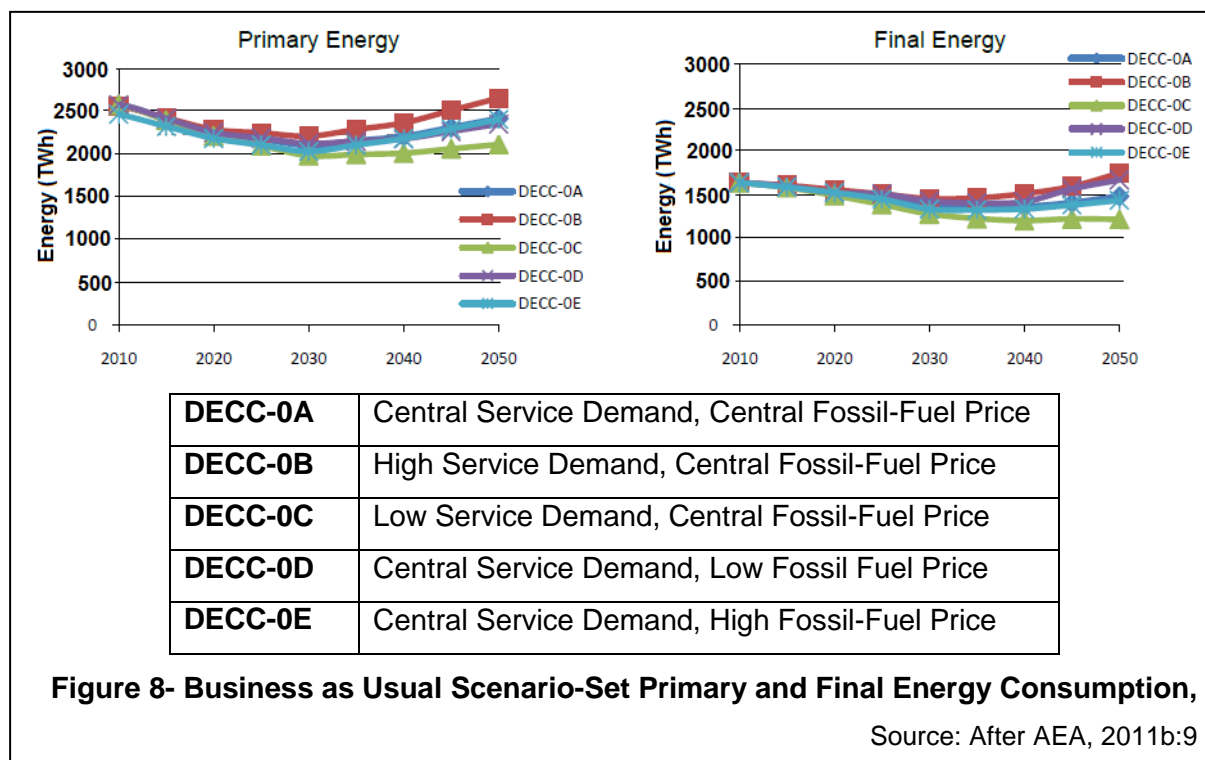 Primary Energy
Energy (TWh)
3000
2500
2000
1500
1000
500
0
2010 2020 2030 2040 2050
DECC-0A
DECC-0B
DECC-0C
DECC-0D
DECC-0E
Final Energy
Energy (TWh)
3000
2500
2000
1500
1000
500
0
2010 2020 2030 2040 2050
DECC-0A
DECC-0B
DECC-0C
DECC-0D
DECC-0E
DECC-0A Central Service Demand, Central Fossil-Fuel Price
DECC-0B High Service Demand, Central Fossil-Fuel Price
DECC-0C Low Service Demand, Central Fossil-Fuel Price
DECC-0D Central Service Demand, Low Fossil Fuel Price
DECC-0E Central Service Demand, High Fossil-Fuel Price
Figure 8- Business as Usual Scenario-Set Primary and Final Energy Consumption,
Source: After AEA, 2011b:9